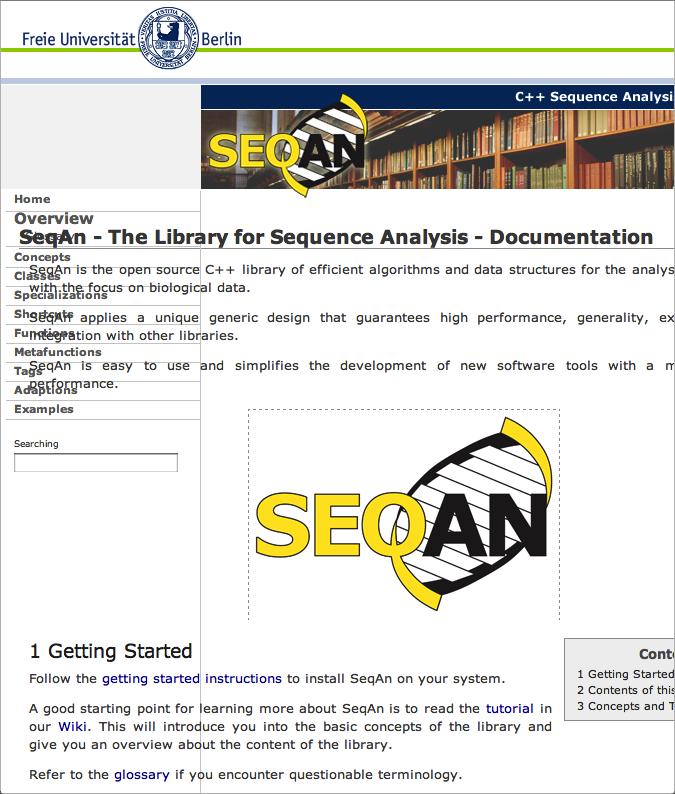 Freie Universität Berlin
C++ Sequence Analysi
SEQAN
Home
Overview
SeqAn - The Library for Sequence Analysis - Documentation
Concepts
Classes
SeqAn is the open source C++ library of efficient algorithms and data structures for the analys
with the focus on biological data.
Specializations
Shortcuts
SeqAn applies a unique generic design that guarantees high performance, generality, ex
Functions
integration with other libraries.
Metafunctions
SeqAn is easy to use and simplifies the development of new software tools with a m
Tags
performance.
Adaptions
Examples
Searching
SEQAN
1 Getting Started
Follow the getting started instructions to install SeqAn on your system.
A good starting point for learning more about SeqAn is to read the tutorial in
our Wiki. This will introduce you into the basic concepts of the library and
give you an overview about the content of the library.
Refer to the glossary if you encounter questionable terminology.
Conte
1 Getting Started
2 Contents of this
3 Concepts and T